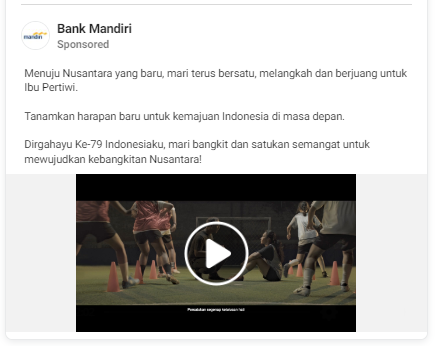 mandiri
Bank Mandiri
Sponsored
Menuju Nusantara yang baru, mari terus bersatu, melangkah dan berjuang untuk
Ibu Pertiwi.
Tanamkan harapan baru untuk kemajuan Indonesia di masa depan.
Dirgahayu Ke-79 Indonesiaku, mari bangkit dan satukan semangat untuk
mewujudkan kebangkitan Nusantara!